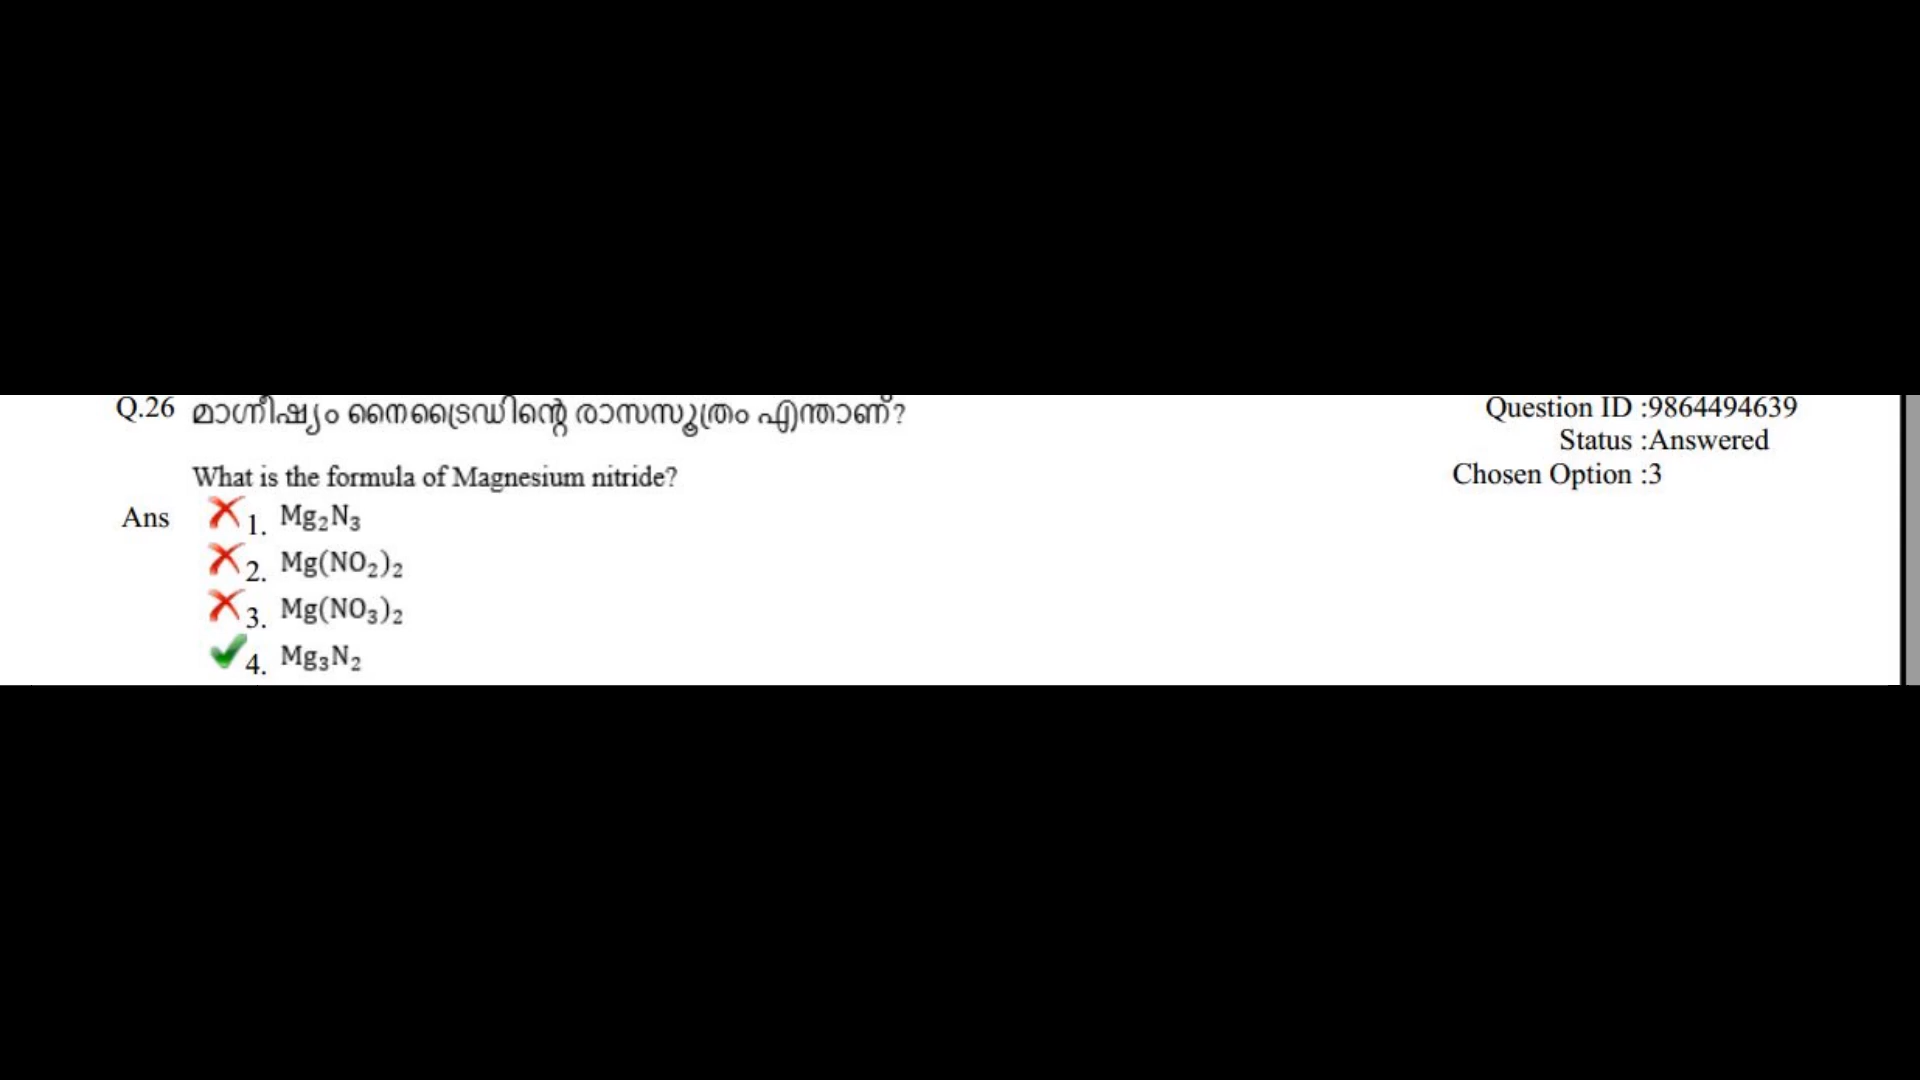 Q.26 മാഗ്നീഷ്യം നൈട്രൈഡിന്റെ രാസസൂത്രം എന്താണ്?
What is the formula of Magnesium nitride?
Ans 1. Mg₂N₃
2. Mg(NO₂)₂
3. Mg(NO₃)₂
4. Mg₃N₂
Question ID :9864494639
Status :Answered
Chosen Option :3